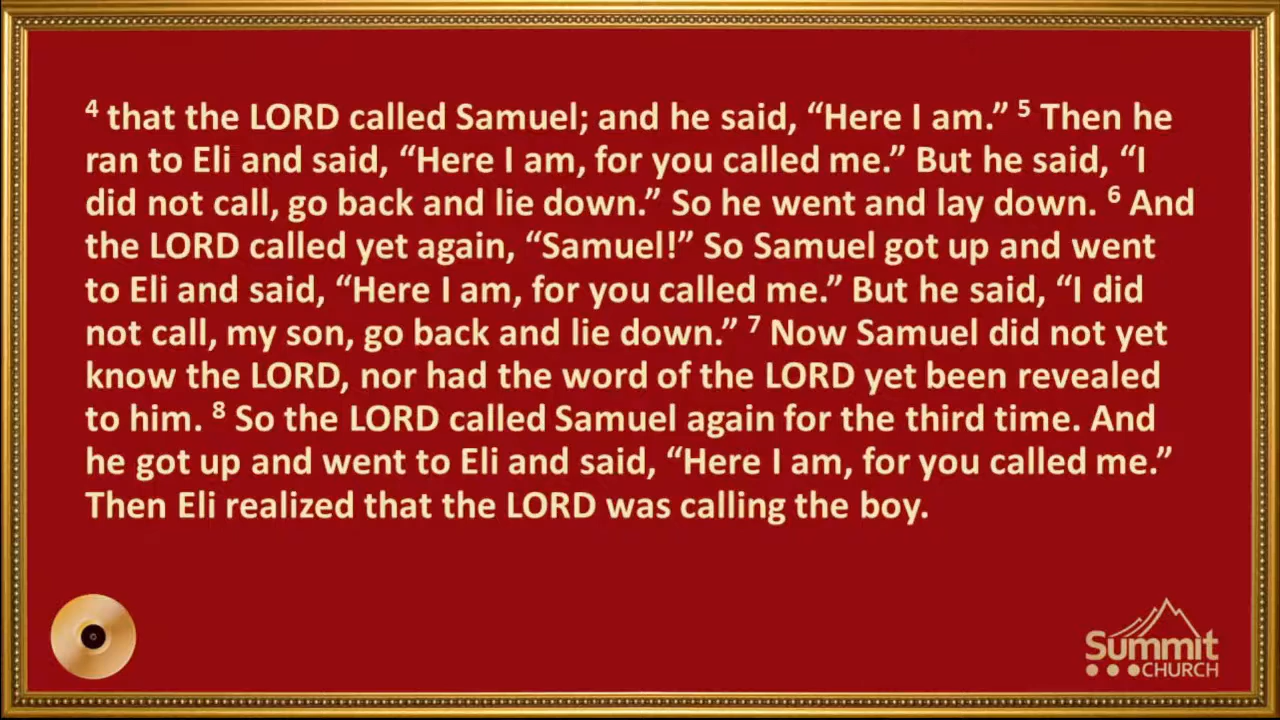 ⁴ that the LORD called Samuel; and he said, “Here I am.” ⁵ Then he
ran to Eli and said, “Here I am, for you called me.” But he said, “I
did not call, go back and lie down.” So he went and lay down. ⁶ And
the LORD called yet again, “Samuel!” So Samuel got up and went
to Eli and said, “Here I am, for you called me.” But he said, “I did
not call, my son, go back and lie down.” ⁷ Now Samuel did not yet
know the LORD, nor had the word of the LORD yet been revealed
to him. ⁸ So the LORD called Samuel again for the third time. And
he got up and went to Eli and said, “Here I am, for you called me.”
Then Eli realized that the LORD was calling the boy.
Summit
CHURCH